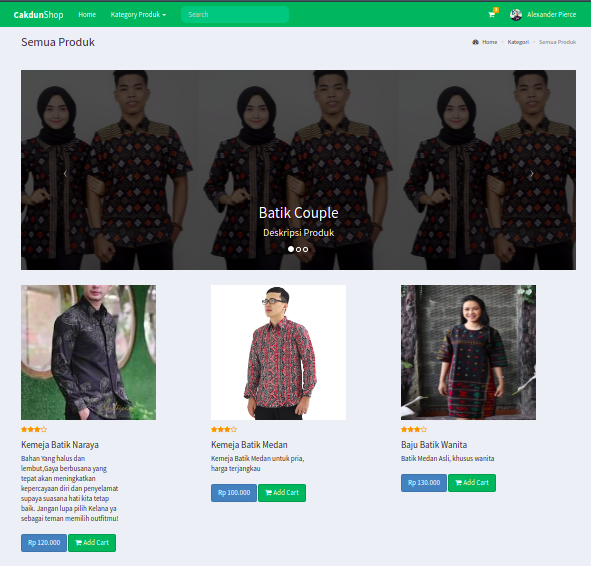 CakdunShop Home Kategory Produk Search Alexander Pierce
Semua Produk
Home Kategori Semua Produk
Batik Couple
Deskripsi Produk
Kemeja Batik Naraya
Bahan Yang halus dan
lembut,Gaya berbusana yang
tepat akan meningkatkan
kepercayaan diri dan penyelamat
supaya suasana hati kita tetap
baik. Jangan lupa pilih Kelana ya
sebagai teman memilih outfitmu!
Rp 120.000 Add Cart
Kemeja Batik Medan
Kemeja Batik Medan untuk pria,
harga terjangkau
Rp 100.000 Add Cart
Baju Batik Wanita
Batik Medan Asli, khusus wanita
Rp 130.000 Add Cart